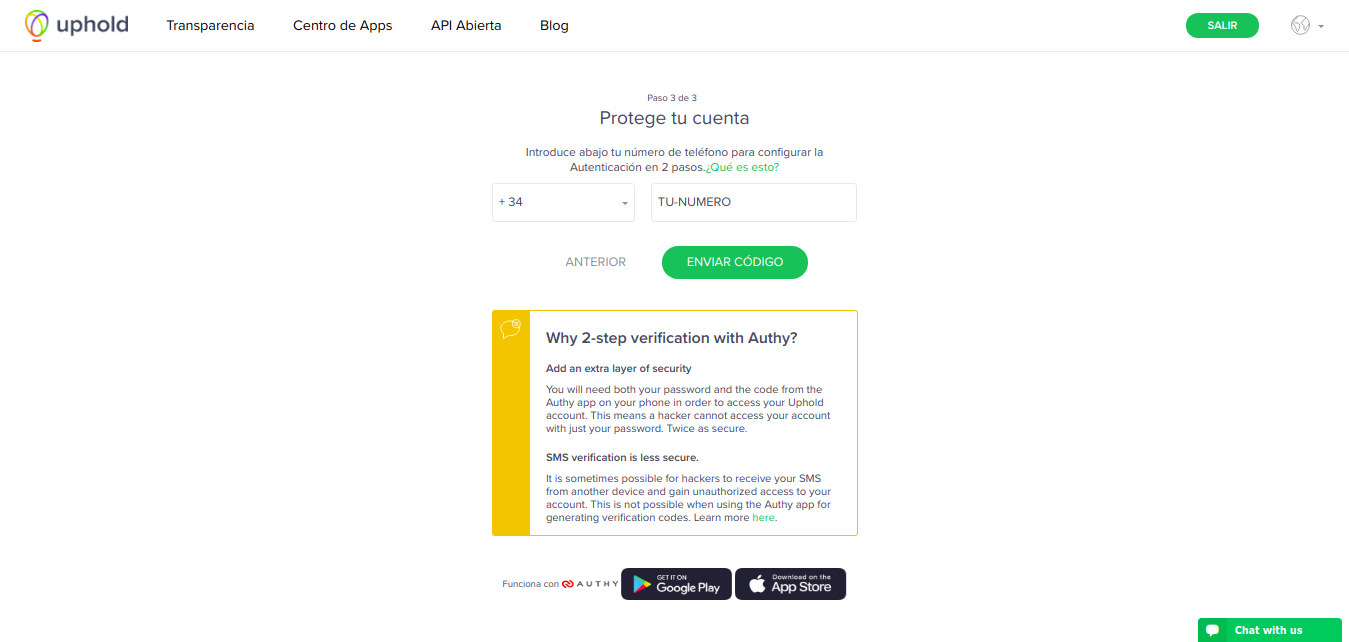 uphold Transparencia Centro de Apps API Abierta Blog SALIR
Paso 3 de 3
Protege tu cuenta
Introduce abajo tu número de teléfono para configurar la
Autenticación en 2 pasos.¿Qué es esto?
+ 34 TU-NUMERO
ANTERIOR ENVIAR CÓDIGO
Why 2-step verification with Authy?
Add an extra layer of security
You will need both your password and the code from the
Authy app on your phone in order to access your Uphold
account. This means a hacker cannot access your account
with just your password. Twice as secure.
SMS verification is less secure.
It is sometimes possible for hackers to receive your SMS
from another device and gain unauthorized access to your
account. This is not possible when using the Authy app for
generating verification codes. Learn more here.
Funciona con AUTHY
GET IT ON
Google Play
Download on the
App Store
Chat with us